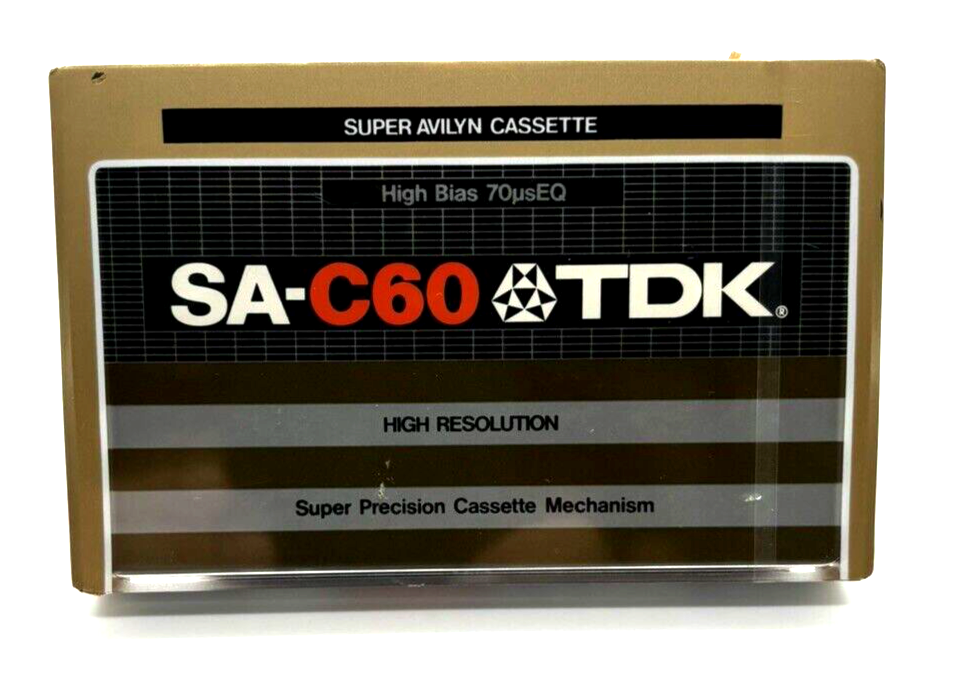 SUPER AVILYN CASSETTE
High Bias 70µsEQ
SA-C60 TDK®
HIGH RESOLUTION
Super Precision Cassette Mechanism